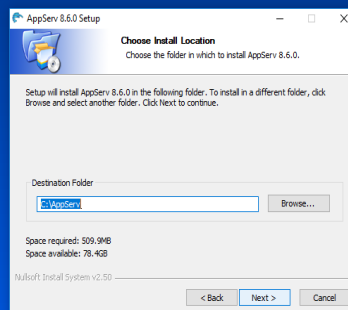 AppServ 8.6.0 Setup
Choose Install Location
Choose the folder in which to install AppServ 8.6.0.
Setup will install AppServ 8.6.0 in the following folder. To install in a different folder, click
Browse and select another folder. Click Next to continue.
Destination Folder
C:\AppServ
Browse...
Space required: 509.9MB
Space available: 78.4GB
Nullsoft Install System v2.50
< Back
Next >
Cancel